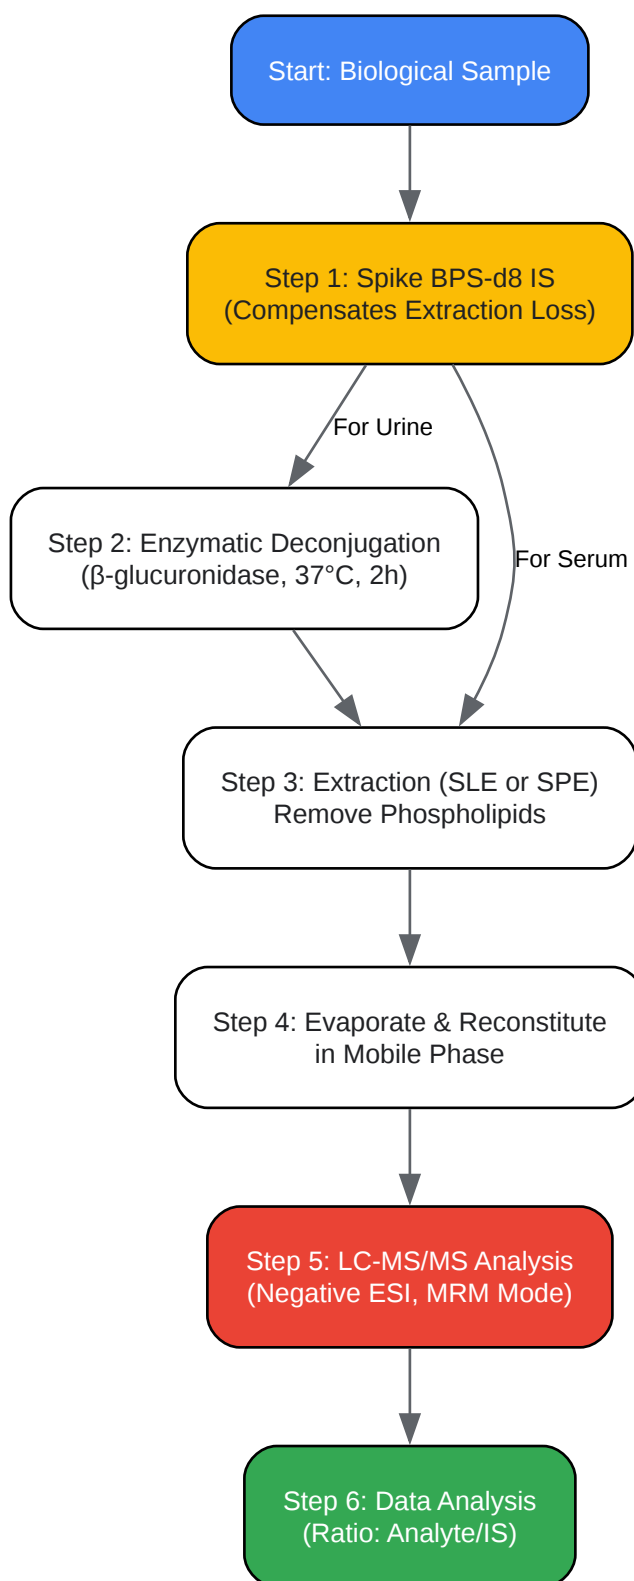 Start: Biological Sample
Step 1: Spike BPS-d8 IS
(Compensates Extraction Loss)
For Urine
Step 2: Enzymatic Deconjugation
(β-glucuronidase, 37°C, 2h)
For Serum
Step 3: Extraction (SLE or SPE)
Remove Phospholipids
Step 4: Evaporate & Reconstitute
in Mobile Phase
Step 5: LC-MS/MS Analysis
(Negative ESI, MRM Mode)
Step 6: Data Analysis
(Ratio: Analyte/IS)